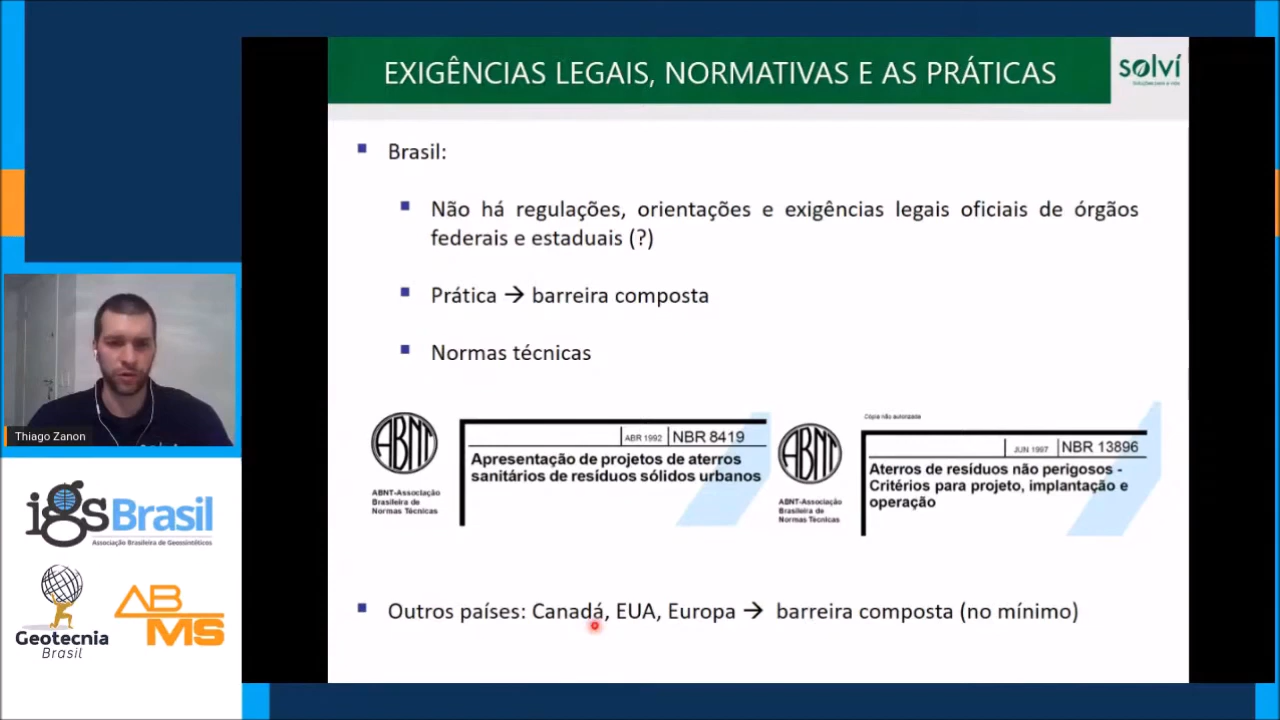 EXIGÊNCIAS LEGAIS, NORMATIVAS E AS PRÁTICAS
solví
Brasil:
Não há regulações, orientações e exigências legais oficiais de órgãos
federais e estaduais (?)
Prática → barreira composta
Normas técnicas
ABNT
ABNT-Associação
Brasileira de
Normas Técnicas
ABR 1992
NBR 8419
Apresentação de projetos de aterros
sanitários de resíduos sólidos urbanos
Cópia não autorizada
ABNT
ABNT-Associação
Brasileira de
Normas Técnicas
JUN 1997
NBR 13896
Aterros de resíduos não perigosos -
Critérios para projeto, implantação e
operação
Outros países: Canadá, EUA, Europa → barreira composta (no mínimo)
Thiago Zanon
igs Brasil
Associação Brasileira de Geossintéticos
Geotecnia
Brasil
ABMS